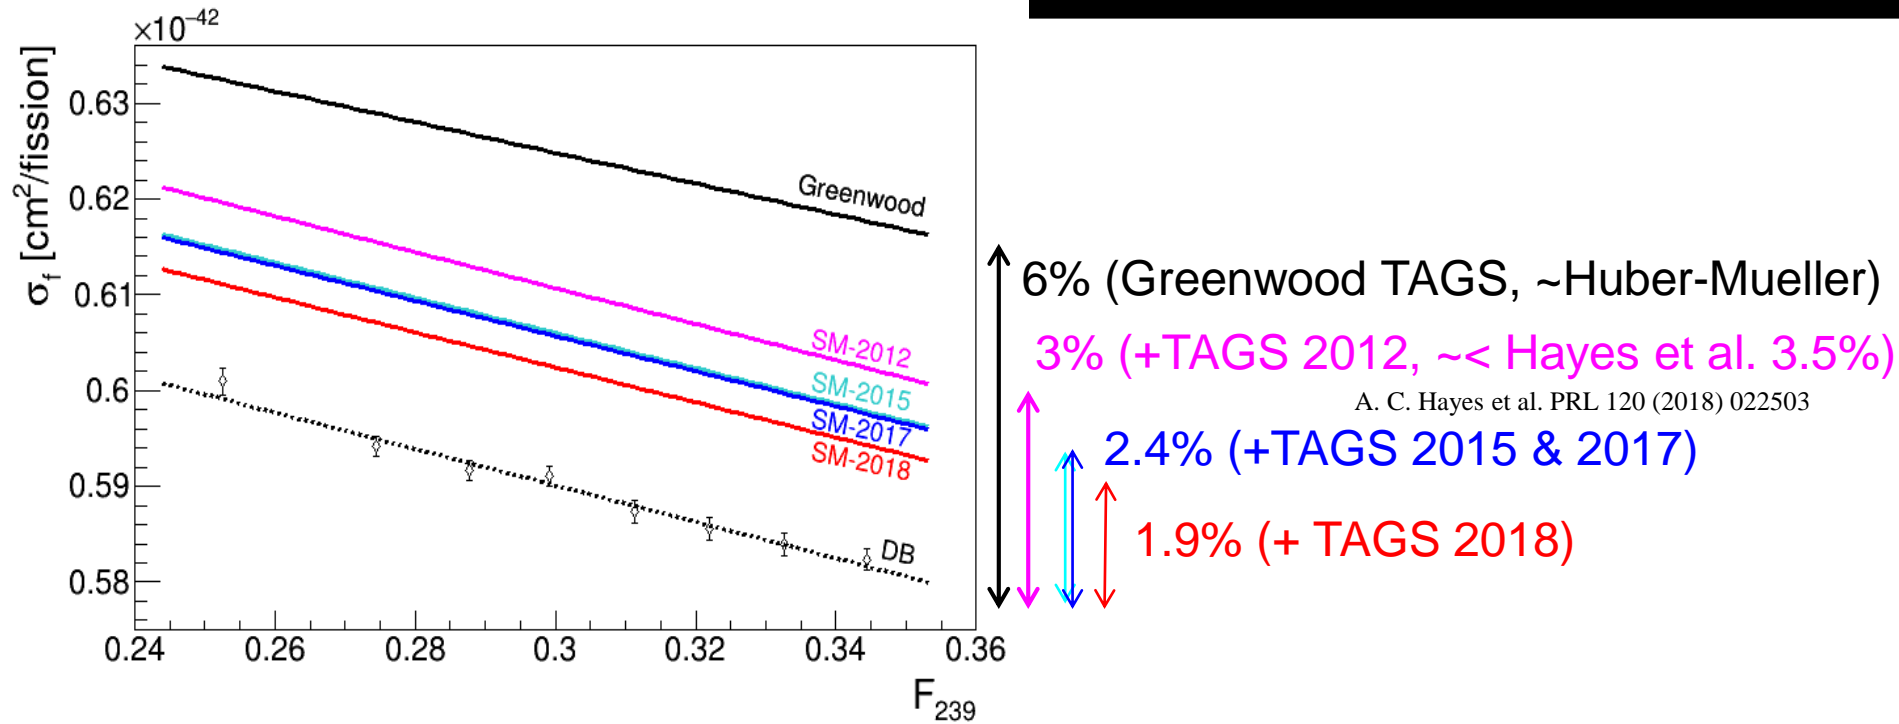 ×10⁻⁴²
σf [cm²/fission]
0.63
0.62
0.61
0.6
0.59
0.58
0.24
0.26
0.28
0.3
0.32
0.34
0.36
F₂₃₉
Greenwood
SM-2012
SM-2015
SM-2017
SM-2018
DB
6% (Greenwood TAGS, ~Huber-Mueller)
3% (+TAGS 2012, ~< Hayes et al. 3.5%)
A. C. Hayes et al. PRL 120 (2018) 022503
2.4% (+TAGS 2015 & 2017)
1.9% (+ TAGS 2018)